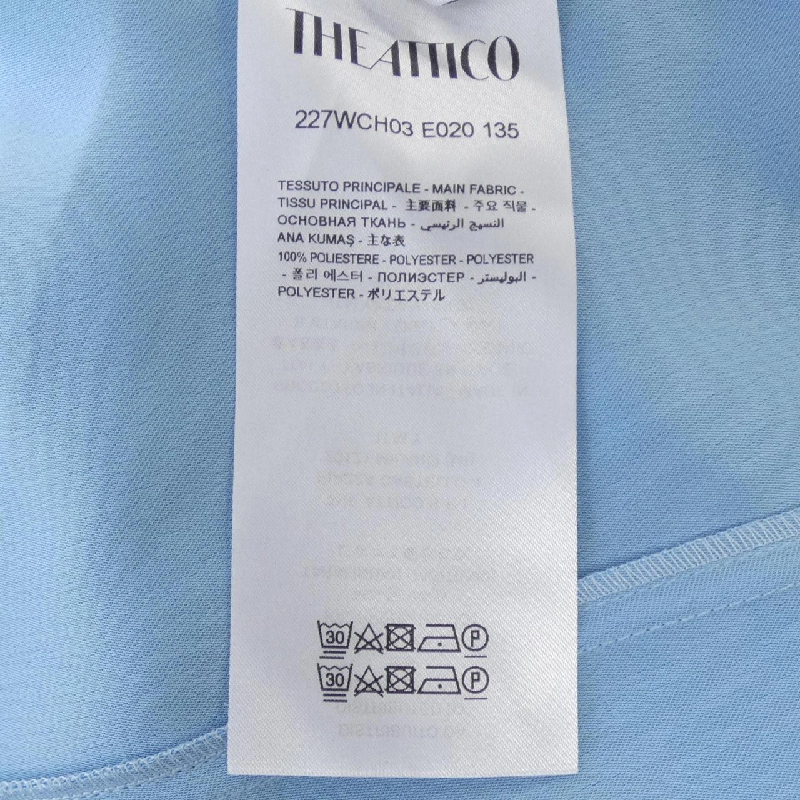 THEATTICO
227WCH03 E020 135
TESSUTO PRINCIPALE - MAIN FABRIC -
TISSU PRINCIPAL - 主要面料 - 주요 직물 -
ОСНОВНАЯ ТКАНЬ - النسيج الرئيسي
ANA KUMAŞ - 主な表
100% POLIESTERE - POLYESTER - POLYESTER
- 폴리 에스터 - ПОЛИЭСТЕР - البوليستر -
POLYESTER - ポリエステル
30 P
30 P